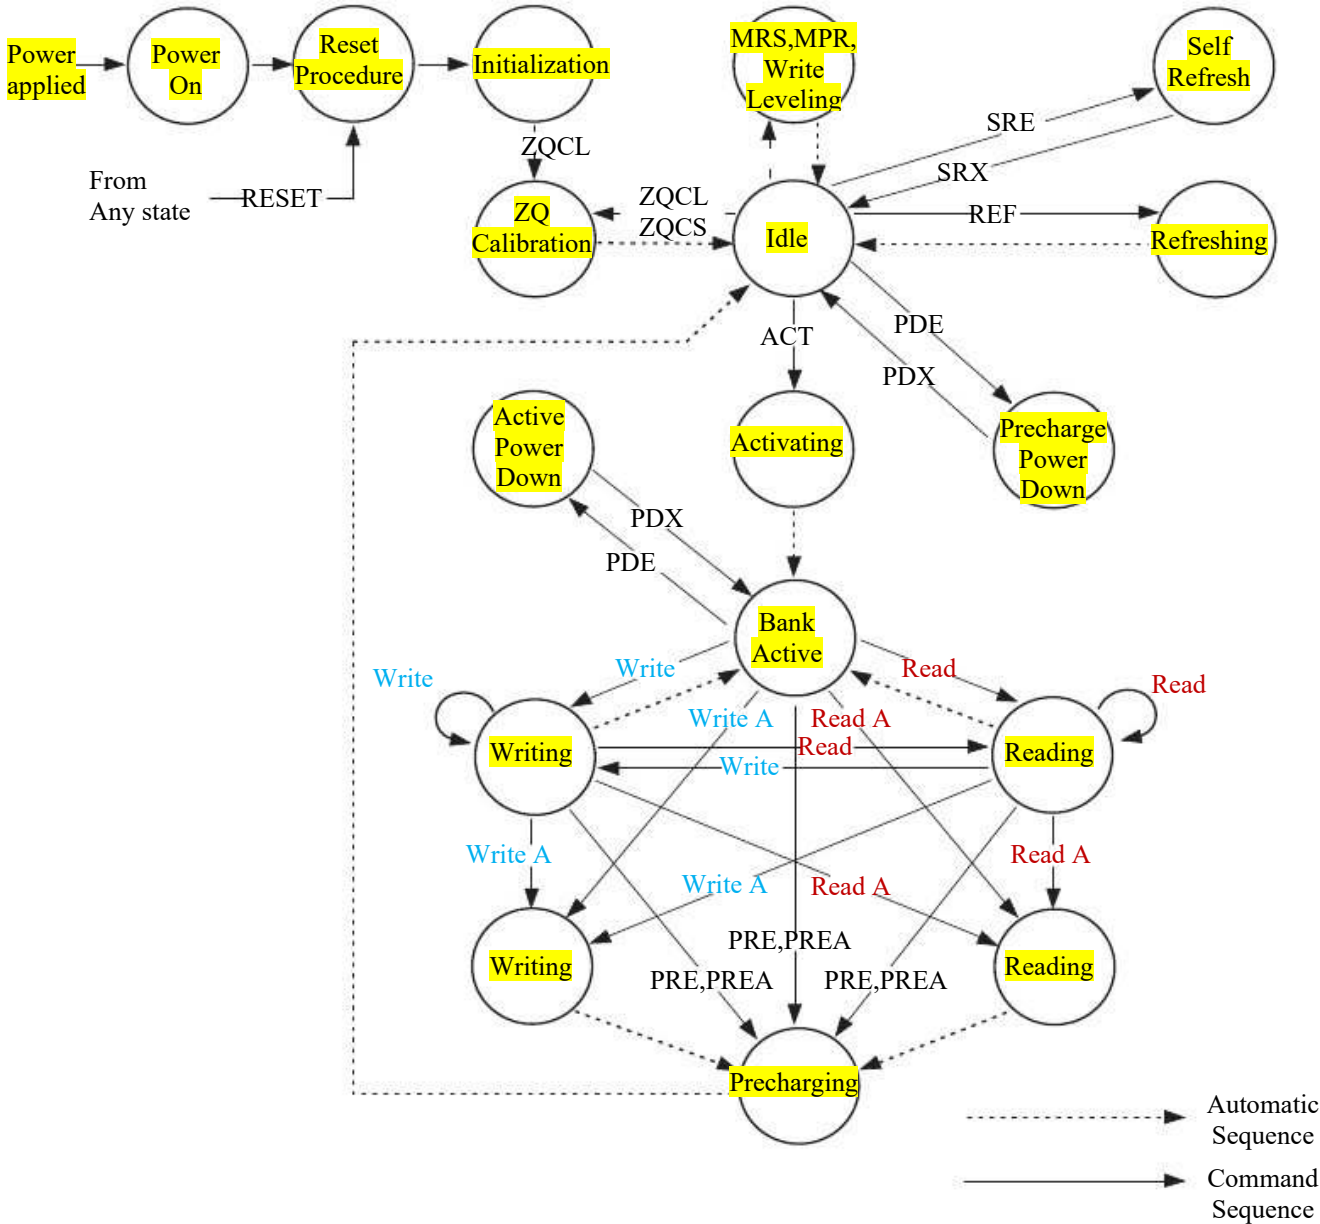 Power
applied
Power
On
Reset
Procedure
Initialization
MRS,MPR,
Write
Leveling
Self
Refresh
From
Any state
RESET
ZQCL
SRE
SRX
ZQ
Calibration
ZQCL
ZQCS
Idle
REF
Refreshing
ACT
PDE
PDX
Active
Power
Down
Activating
Precharge
Power
Down
PDX
PDE
Bank
Active
Write
Write
Read
Read
Write A
Read A
Writing
Read
Write
Reading
Write A
Write A
Read A
Read A
Writing
PRE,PREA
PRE,PREA
PRE,PREA
Reading
Precharging
Automatic
Sequence
Command
Sequence